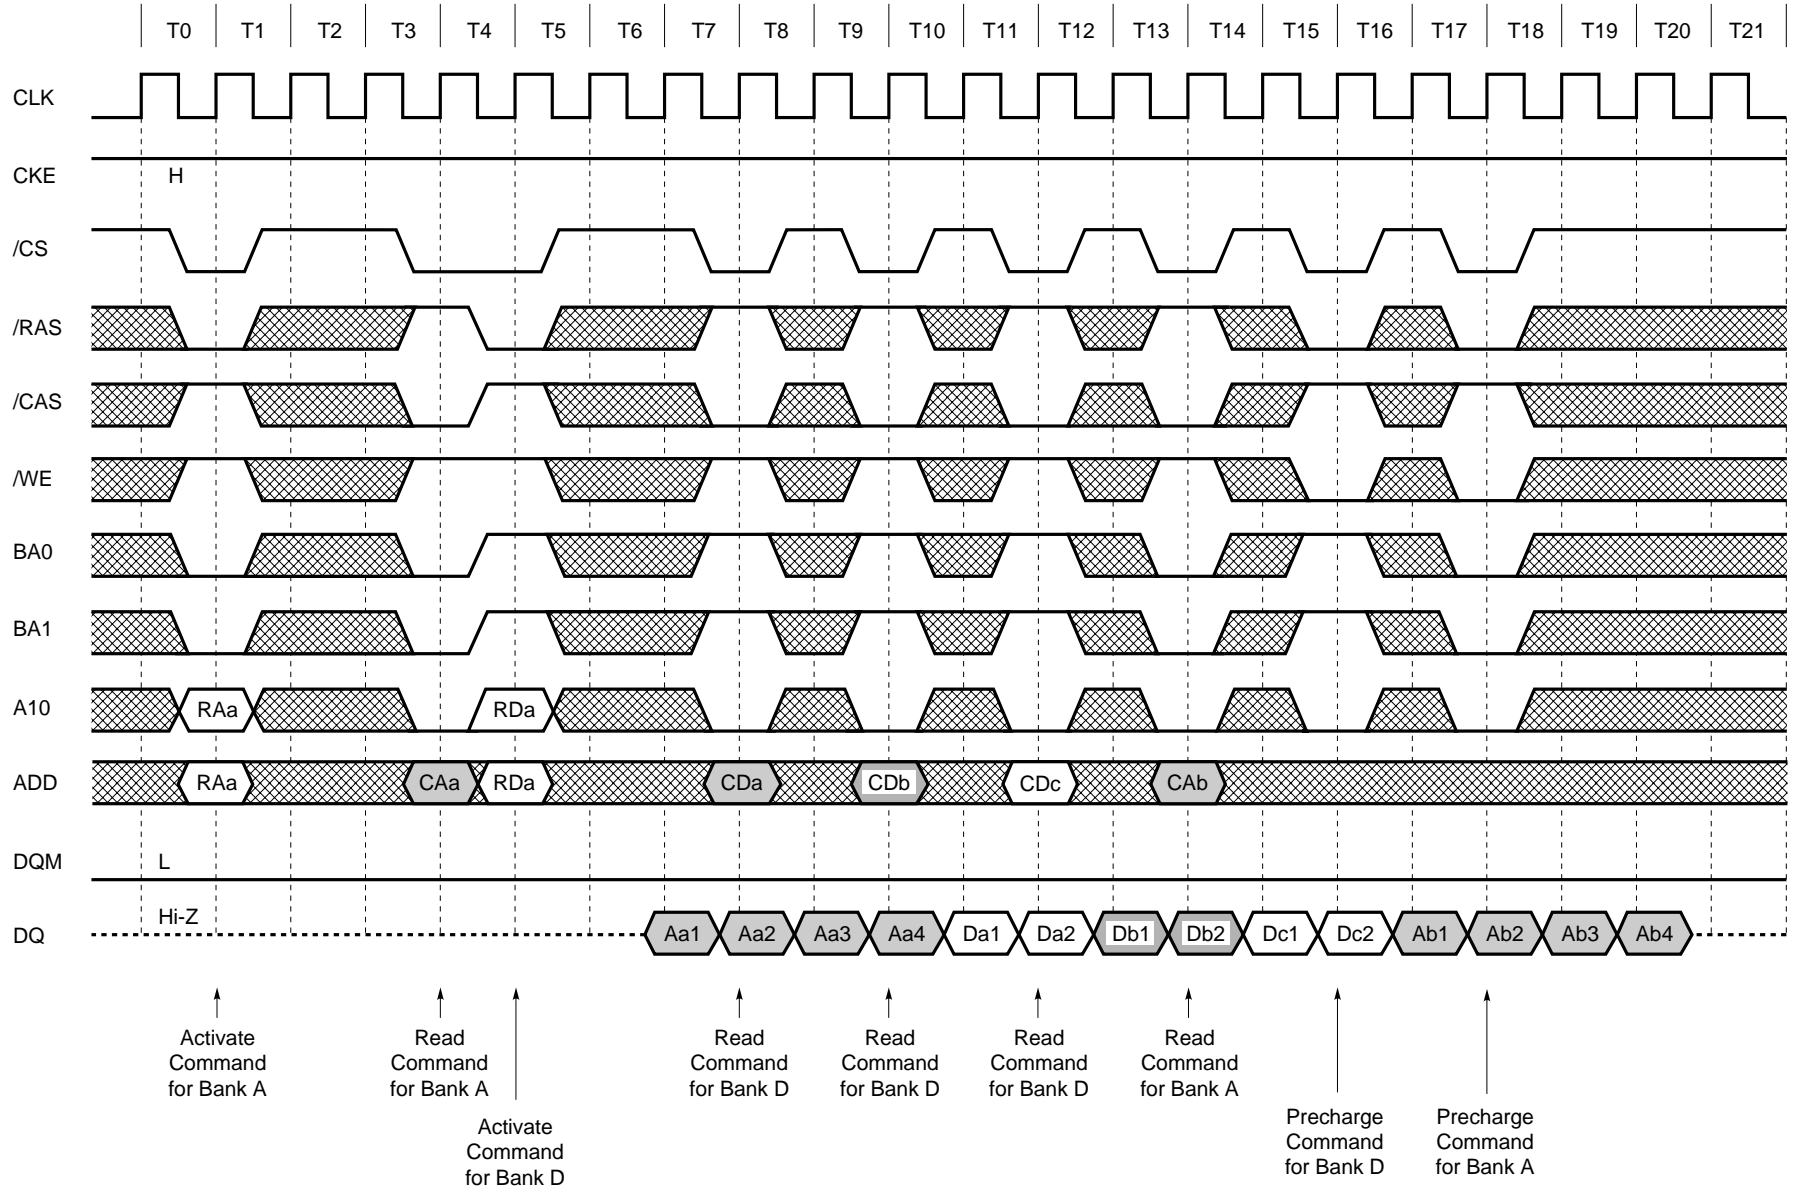 T0 T1 T2 T3 T4 T5 T6 T7 T8 T9 T10 T11 T12 T13 T14 T15 T16 T17 T18 T19 T20 T21
CLK
CKE H
/CS
/RAS
/CAS
/WE
BA0
BA1
A10 RAa RDa
ADD RAa CAa RDa CDa CDb CDc CAb
DQM L
Hi-Z
DQ Aa1 Aa2 Aa3 Aa4 Da1 Da2 Db1 Db2 Dc1 Dc2 Ab1 Ab2 Ab3 Ab4
Activate
Command
for Bank A
Read
Command
for Bank A
Activate
Command
for Bank D
Read
Command
for Bank D
Read
Command
for Bank D
Read
Command
for Bank D
Read
Command
for Bank A
Precharge
Command
for Bank D
Precharge
Command
for Bank A